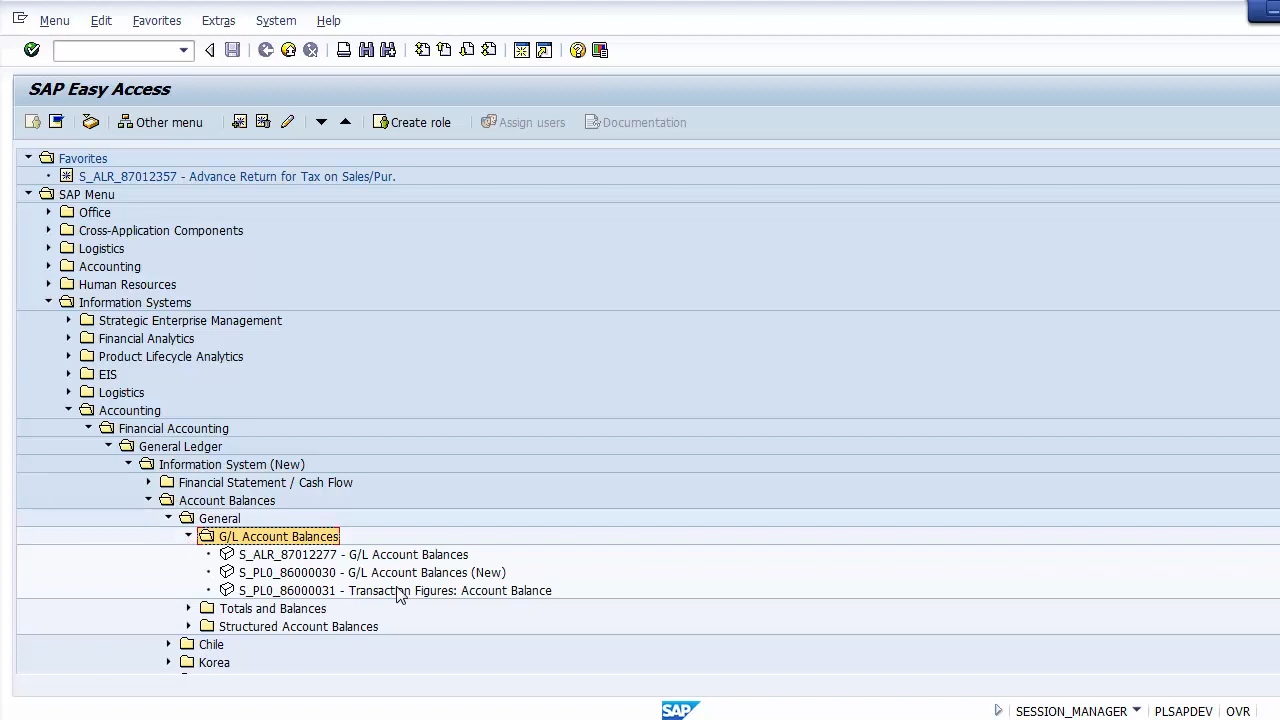 Menu Edit Favorites Extras System Help
SAP Easy Access
Other menu Create role Assign users Documentation
Favorites
S_ALR_87012357 - Advance Return for Tax on Sales/Pur.
SAP Menu
Office
Cross-Application Components
Logistics
Accounting
Human Resources
Information Systems
Strategic Enterprise Management
Financial Analytics
Product Lifecycle Analytics
EIS
Logistics
Accounting
Financial Accounting
General Ledger
Information System (New)
Financial Statement / Cash Flow
Account Balances
General
G/L Account Balances
S_ALR_87012277 - G/L Account Balances
S_PL0_86000030 - G/L Account Balances (New)
S_PL0_86000031 - Transaction Figures: Account Balance
Totals and Balances
Structured Account Balances
Chile
Korea
SAP SESSION_MANAGER PLSAPDEV OVR